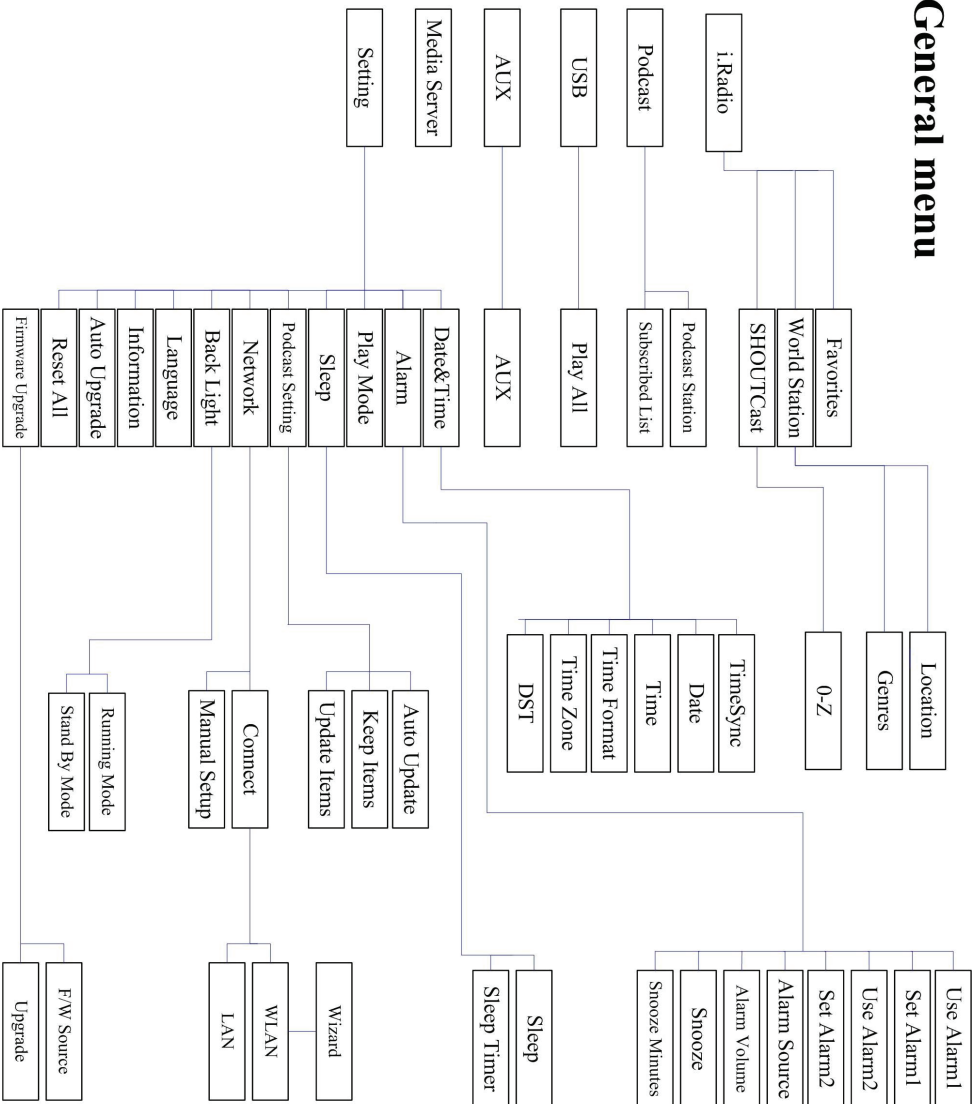 General menu
i.Radio
Favorites
World Station
SHOUTCast
Location
Genres
0-Z
Podcast
Podcast Station
Subscribed List
USB
Play All
AUX
AUX
Media Server
Setting
Date&Time
Alarm
Play Mode
Sleep
Podcast Setting
Network
Back Light
Language
Information
Auto Upgrade
Reset All
Firmware Upgrade
TimeSync
Date
Time
Time Format
Time Zone
DST
Use Alarm1
Set Alarm1
Use Alarm2
Set Alarm2
Alarm Source
Alarm Volume
Snooze
Snooze Minutes
Sleep
Sleep Timer
Auto Update
Keep Items
Update Items
Connect
Manual Setup
Wizard
WLAN
LAN
Running Mode
Stand By Mode
F/W Source
Upgrade